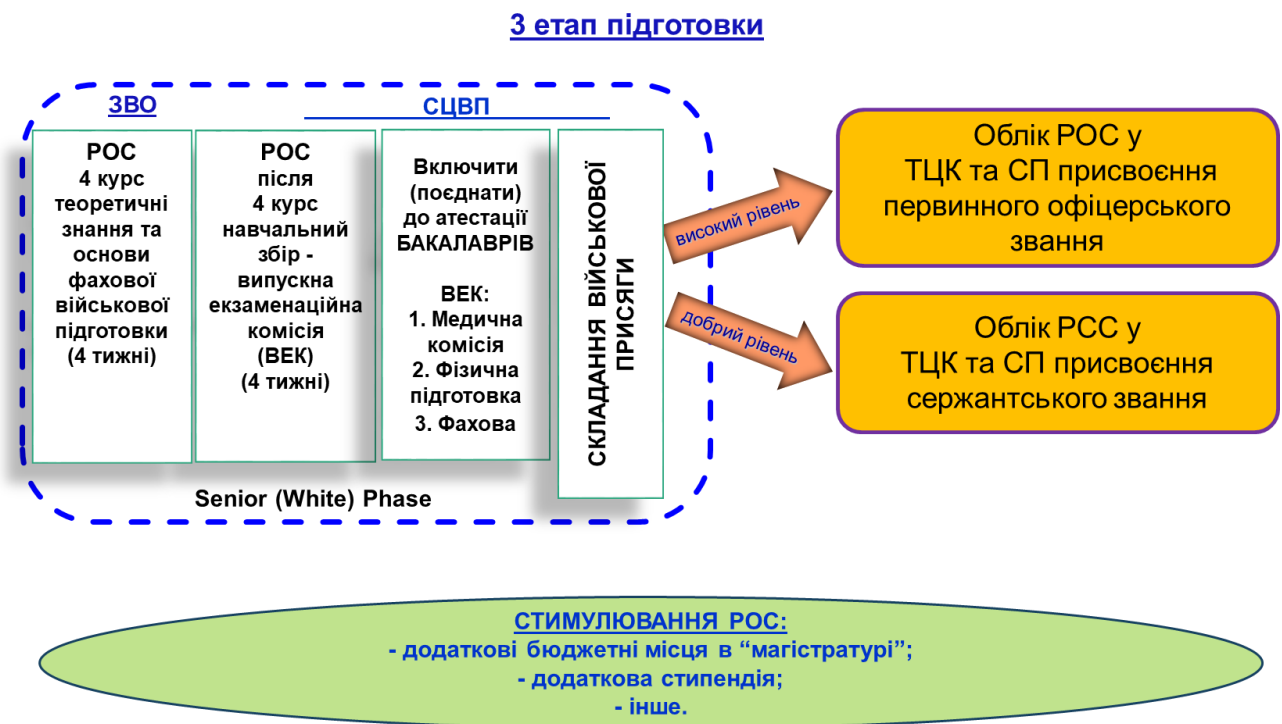 3 етап підготовки
ЗВО
СЦВП
РОС
4 курс
теоретичні
знання та
основи
фахової
військової
підготовки
(4 тижні)
РОС
після
4 курс
навчальний
збір -
випускна
екзаменаційна
комісія
(ВЕК)
(4 тижні)
Включити
(поєднати)
до атестації
БАКАЛАВРІВ
ВЕК:
1. Медична
комісія
2. Фізична
підготовка
3. Фахова
СКЛАДАННЯ ВІЙСЬКОВОЇ
ПРИСЯГИ
Senior (White) Phase
високий рівень
добрий рівень
Облік РОС у
ТЦК та СП присвоєння
первинного офіцерського
звання
Облік РСС у
ТЦК та СП присвоєння
сержантського звання
СТИМУЛЮВАННЯ РОС:
- додаткові бюджетні місця в “магістратурі”;
- додаткова стипендія;
- інше.